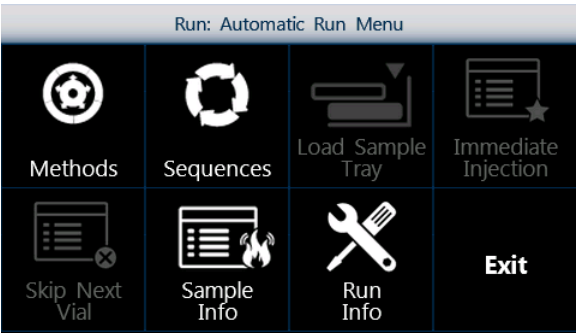 Run: Automatic Run Menu
Methods
Sequences
Load Sample
Tray
Immediate
Injection
Skip Next
Vial
Sample
Info
Run
Info
Exit